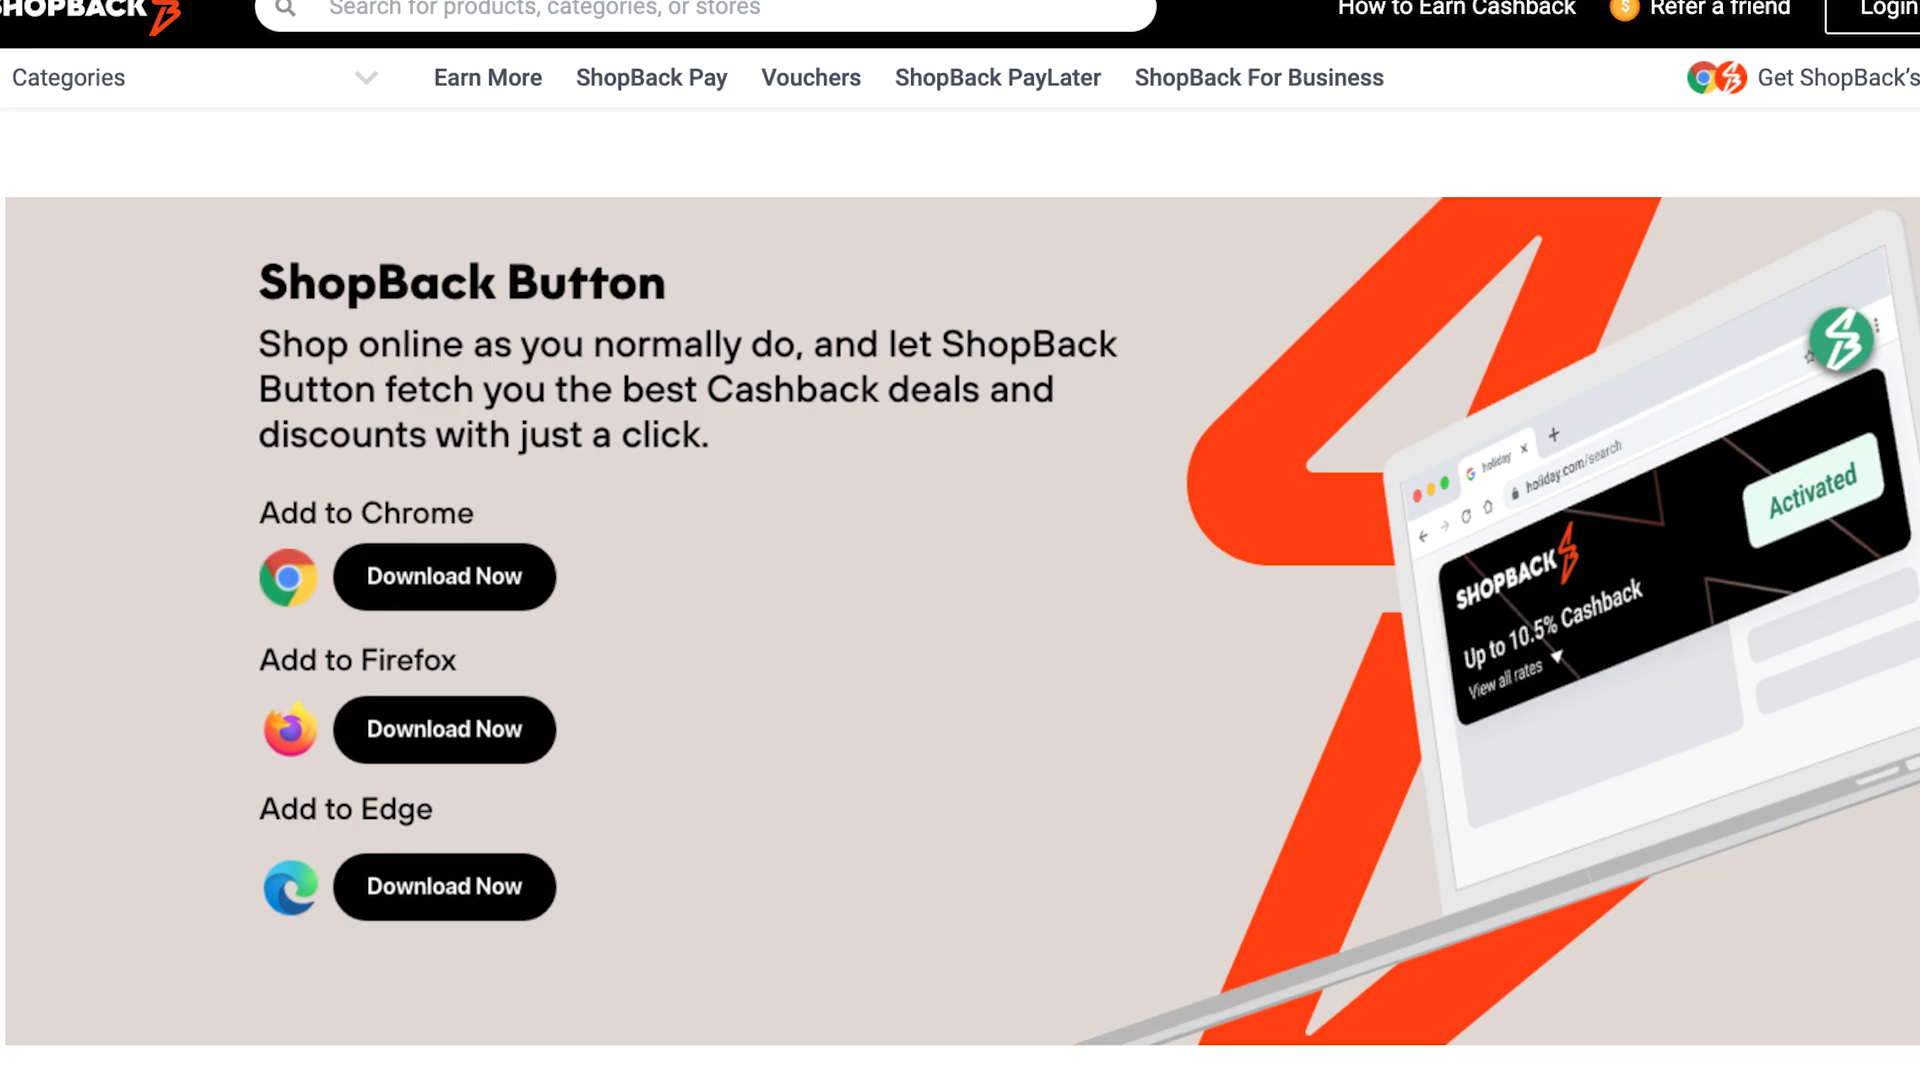 SHOPBACK
Search for products, categories, or stores
How to Earn Cashback
$ Refer a friend
Login
Categories
Earn More
ShopBack Pay
Vouchers
ShopBack PayLater
ShopBack For Business
Get ShopBack’s
ShopBack Button
Shop online as you normally do, and let ShopBack
Button fetch you the best Cashback deals and
discounts with just a click.
Add to Chrome
Download Now
Add to Firefox
Download Now
Add to Edge
Download Now
holiday
holiday.com/search
SHOPBACK
Activated
Up to 10.5% Cashback
View all rates